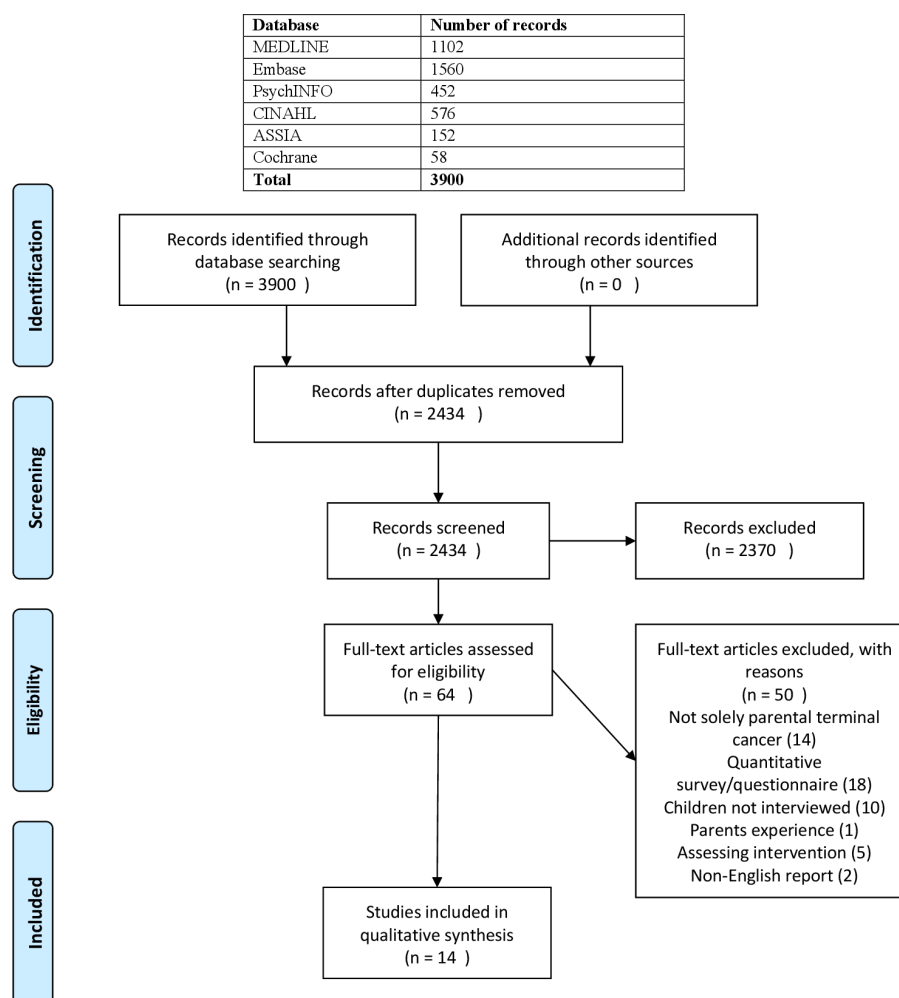 Database Number of records
MEDLINE 1102
Embase 1560
PsychINFO 452
CINAHL 576
ASSIA 152
Cochrane 58
Total 3900
Identification
Records identified through
database searching
(n = 3900 )
Additional records identified
through other sources
(n = 0 )
Records after duplicates removed
(n = 2434 )
Screening
Records screened
(n = 2434 )
Records excluded
(n = 2370 )
Eligibility
Full-text articles assessed
for eligibility
(n = 64 )
Full-text articles excluded, with
reasons
(n = 50 )
Not solely parental terminal
cancer (14)
Quantitative
survey/questionnaire (18)
Children not interviewed (10)
Parents experience (1)
Assessing intervention (5)
Non-English report (2)
Included
Studies included in
qualitative synthesis
(n = 14 )